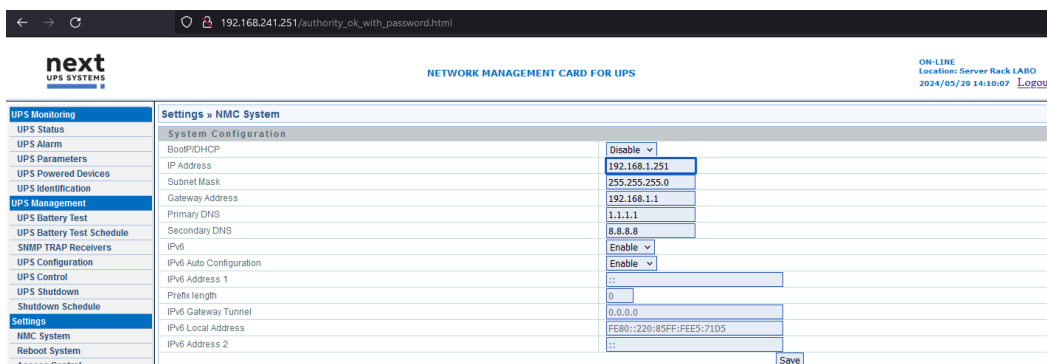 192.168.241.251/authority_ok_with_password.html
next
UPS SYSTEMS
NETWORK MANAGEMENT CARD FOR UPS
ON-LINE
Location: Server Rack LABO
2024/05/29 14:10:07 Logou
UPS Monitoring
UPS Status
UPS Alarm
UPS Parameters
UPS Powered Devices
UPS Identification
UPS Management
UPS Battery Test
UPS Battery Test Schedule
SNMP TRAP Receivers
UPS Configuration
UPS Control
UPS Shutdown
Shutdown Schedule
Settings
NMC System
Reboot System
Access Control
Settings » NMC System
System Configuration
BootP/DHCP Disable
IP Address 192.168.1.251
Subnet Mask 255.255.255.0
Gateway Address 192.168.1.1
Primary DNS 1.1.1.1
Secondary DNS 8.8.8.8
IPv6 Enable
IPv6 Auto Configuration Enable
IPv6 Address 1 ::
Prefix length 0
IPv6 Gateway Tunnel 0.0.0.0
IPv6 Local Address FE80::220:85FF:FEE5:71D5
IPv6 Address 2 ::
Save